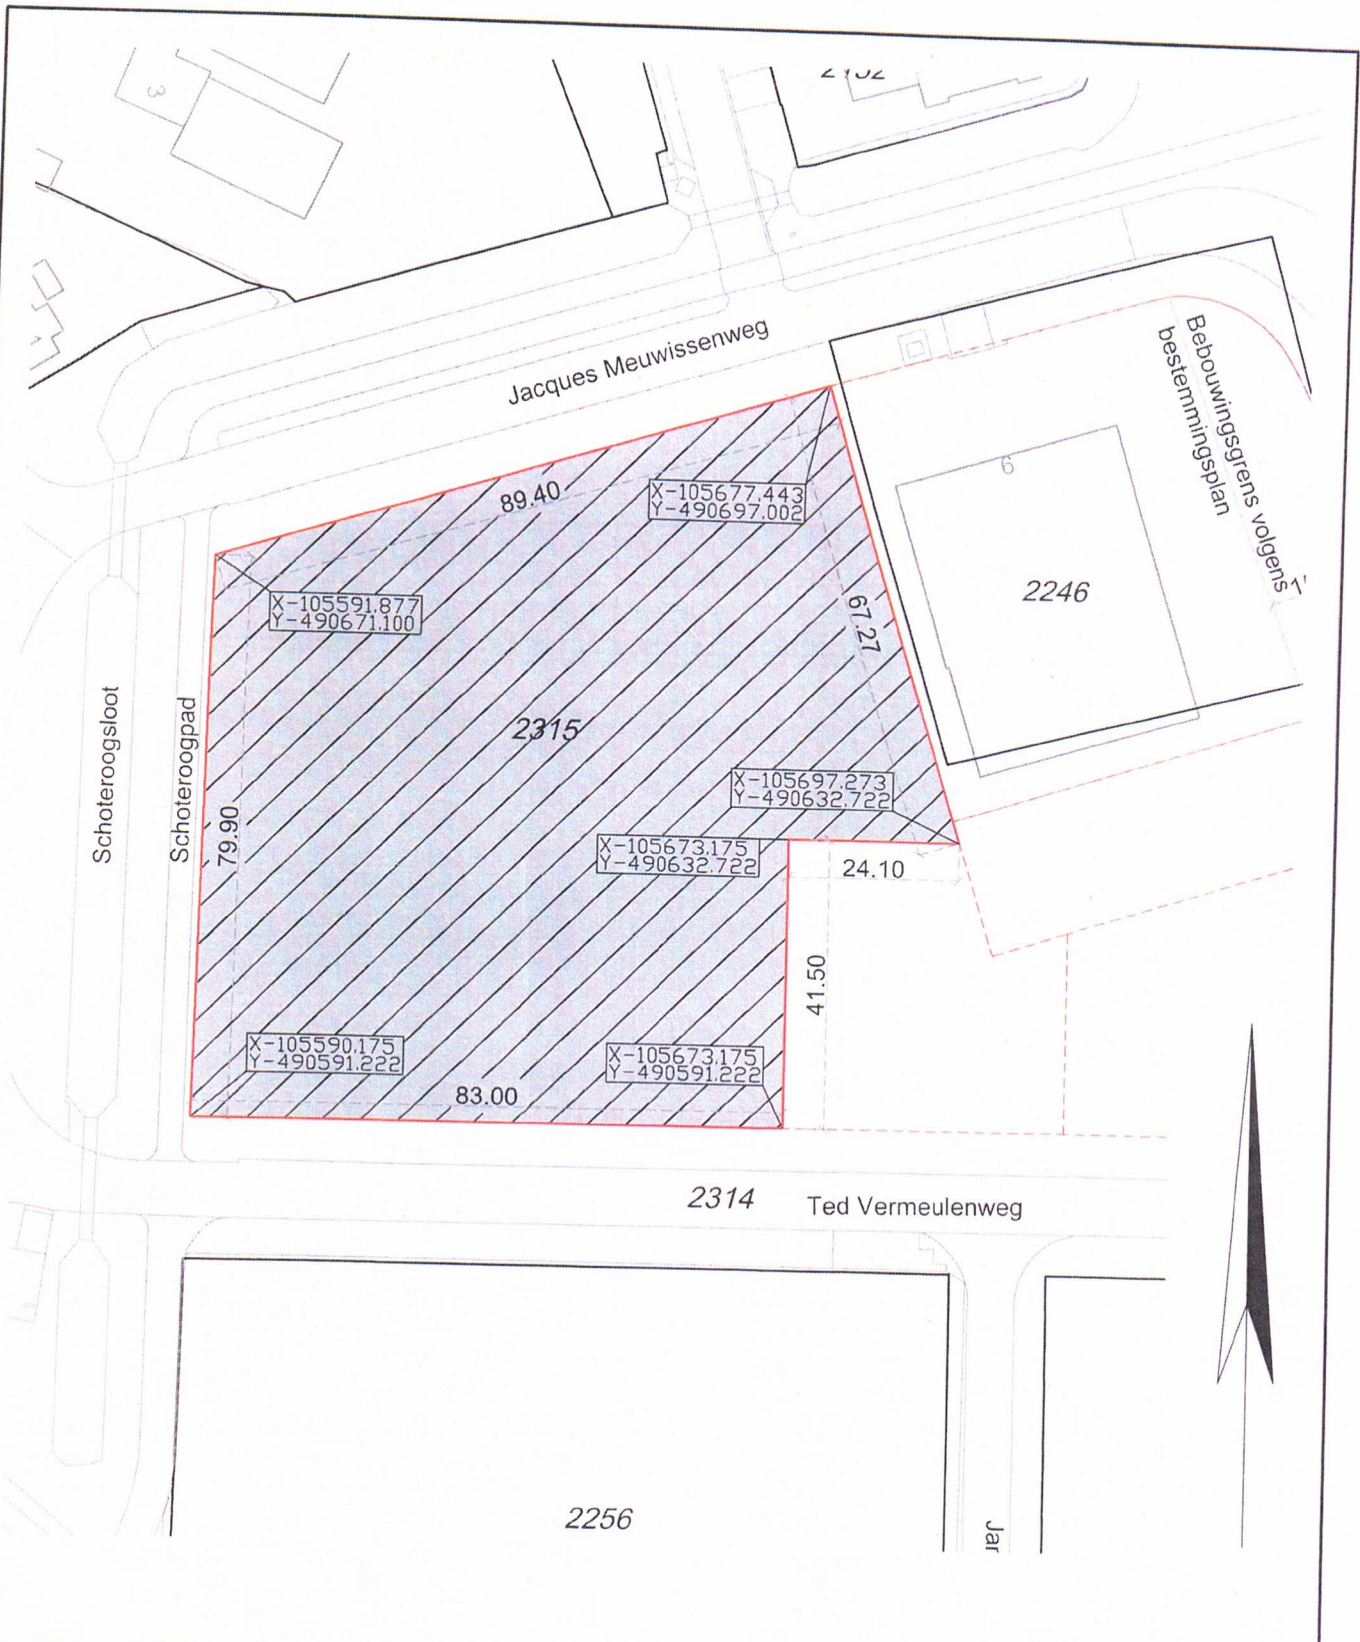 3
2132
Jacques Meuwissenweg
Bebouwingsgrens volgens
bestemmingsplan
6
89.40
X-105677.443
Y-490697.002
X-105591.877
Y-490671.100
67.27
2246
Schoteroogsloot
Schoteroogpad
79.90
2315
X-105697.273
Y-490632.722
X-105673.175
Y-490632.722
24.10
41.50
X-105590.175
Y-490591.222
X-105673.175
Y-490591.222
83.00
2314
Ted Vermeulenweg
2256
Jar